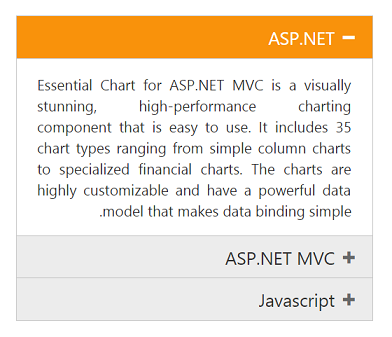 ASP.NET
Essential Chart for ASP.NET MVC is a visually
stunning, high-performance charting
component that is easy to use. It includes 35
chart types ranging from simple column charts
to specialized financial charts. The charts are
highly customizable and have a powerful data
.model that makes data binding simple
ASP.NET MVC
Javascript